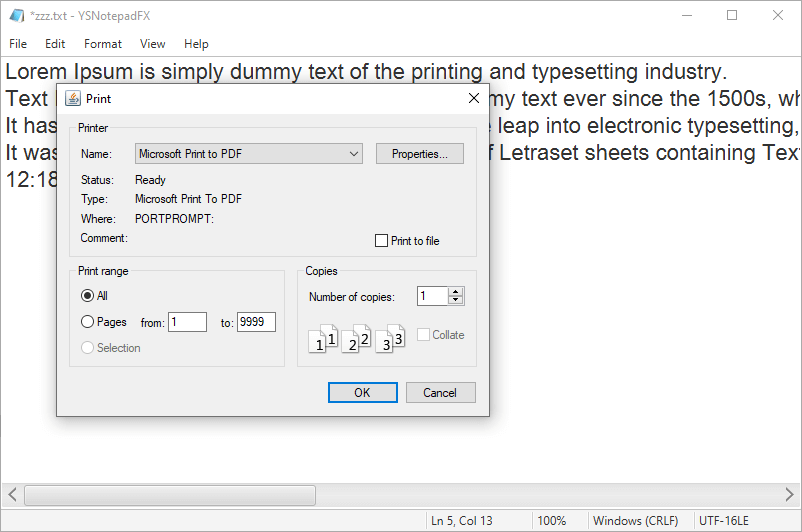 *zzz.txt - YSNotepadFX
File Edit Format View Help
Lorem Ipsum is simply dummy text of the printing and typesetting industry.
Text my text ever since the 1500s, wh
It has leap into electronic typesetting,
It was of Letraset sheets containing Text
12:18
Print
Printer
Name: Microsoft Print to PDF Properties...
Status: Ready
Type: Microsoft Print To PDF
Where: PORTPROMPT:
Comment: Print to file
Print range
All
Pages from: 1 to: 9999
Selection
Copies
Number of copies: 1
1 1 2 2 3 3 Collate
OK Cancel
Ln 5, Col 13 100% Windows (CRLF) UTF-16LE